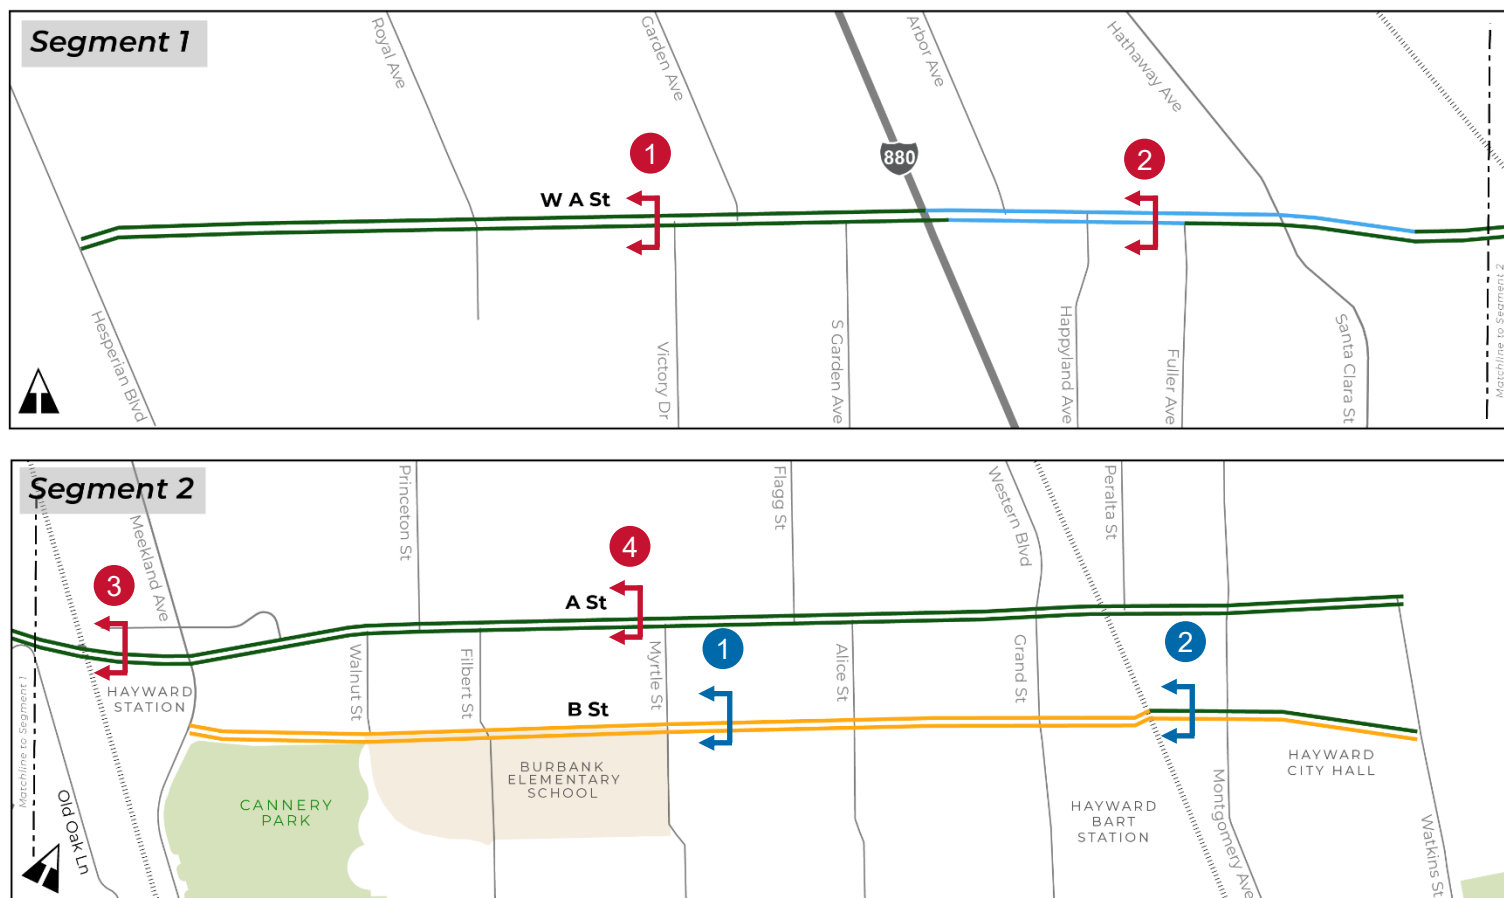 Segment 1
Royal Ave
Garden Ave
Arbor Ave
Hathaway Ave
880
1
2
W A St
Hesperian Blvd
Victory Dr
S Garden Ave
Happyland Ave
Fuller Ave
Santa Clara St
Matchline to Segment 2
Segment 2
Meekland Ave
Princeton St
Flagg St
Western Blvd
Peralta St
3
4
A St
1
2
HAYWARD
STATION
Walnut St
Filbert St
Myrtle St
Alice St
Grand St
B St
Matchline to Segment 1
Old Oak Ln
CANNERY
PARK
BURBANK
ELEMENTARY
SCHOOL
HAYWARD
BART
STATION
Montgomery Ave
HAYWARD
CITY HALL
Watkins St